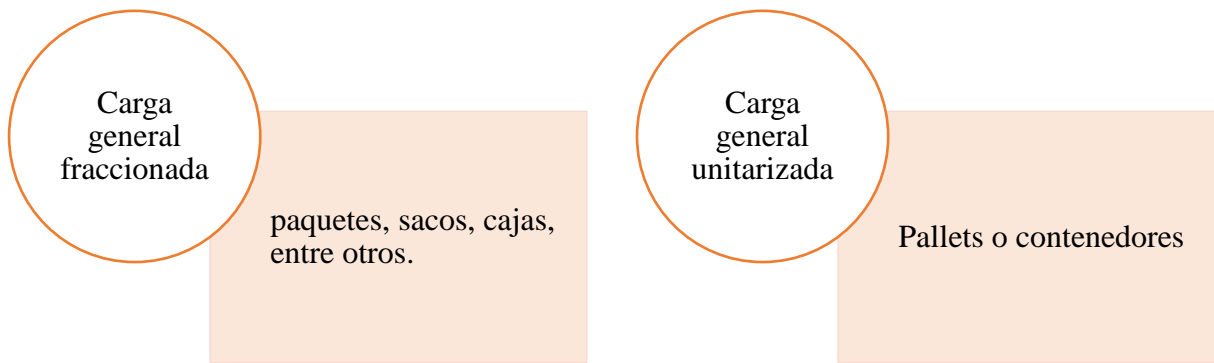 Carga
general
fraccionada
paquetes, sacos, cajas,
entre otros.
Carga
general
unitarizada
Pallets o contenedores